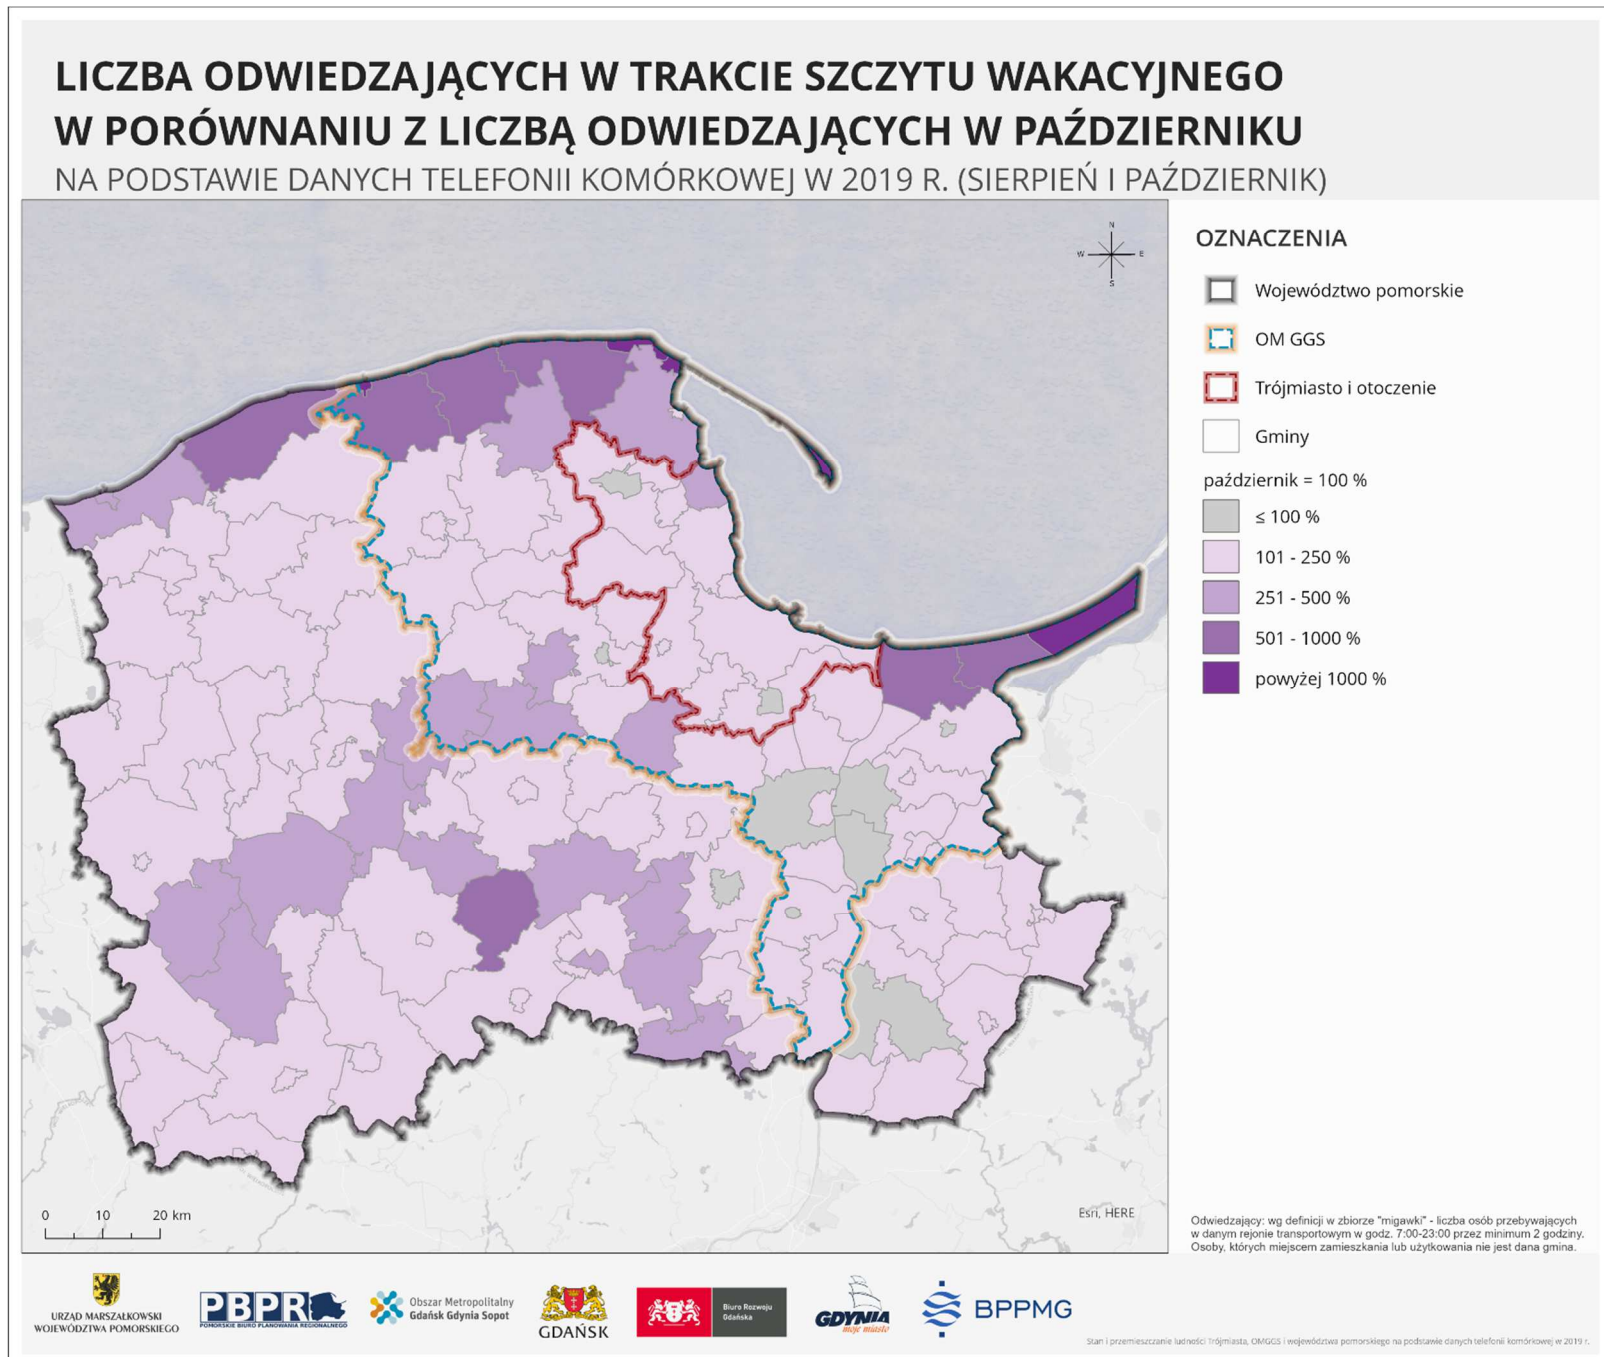 LICZBA ODWIEDZAJĄCYCH W TRAKCIE SZCZYTU WAKACYJNEGO
W PORÓWNANIU Z LICZBĄ ODWIEDZAJĄCYCH W PAŹDZIERNIKU
NA PODSTAWIE DANYCH TELEFONII KOMÓRKOWEJ W 2019 R. (SIERPIEŃ I PAŹDZIERNIK)
N
W E
S
OZNACZENIA
Województwo pomorskie
OM GGS
Trójmiasto i otoczenie
Gminy
październik = 100 %
≤ 100 %
101 - 250 %
251 - 500 %
501 - 1000 %
powyżej 1000 %
0 10 20 km
Esri, HERE
Odwiedzający: wg definicji w zbiorze "migawki" - liczba osób przebywających
w danym rejonie transportowym w godz. 7:00-23:00 przez minimum 2 godziny.
Osoby, których miejscem zamieszkania lub użytkowania nie jest dana gmina.
URZĄD MARSZAŁKOWSKI
WOJEWÓDZTWA POMORSKIEGO
PBPR
POMORSKIE BIURO PLANOWANIA REGIONALNEGO
Obszar Metropolitalny
Gdańsk Gdynia Sopot
GDAŃSK
Biuro Rozwoju
Gdańska
GDYNIA
moje miasto
BPPMG
Stan i przemieszczanie ludności Trójmiasta, OMGGS i województwa pomorskiego na podstawie danych telefonii komórkowej w 2019 r.